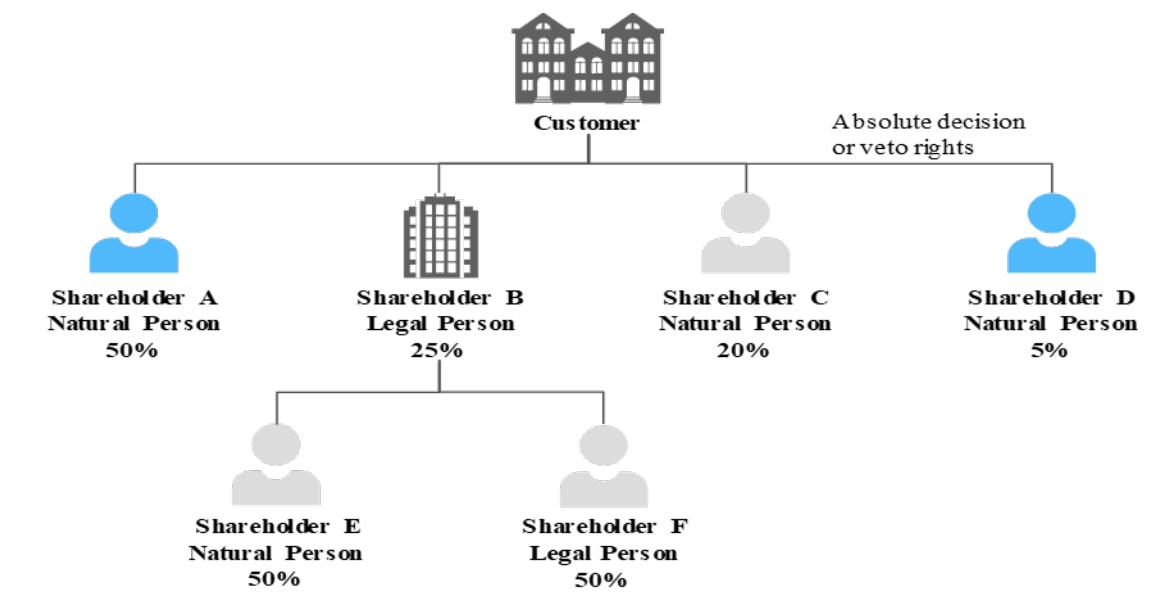 Customer
Absolute decision
or veto rights
Shareholder A
Natural Person
50%
Shareholder B
Legal Person
25%
Shareholder C
Natural Person
20%
Shareholder D
Natural Person
5%
Shareholder E
Natural Person
50%
Shareholder F
Legal Person
50%